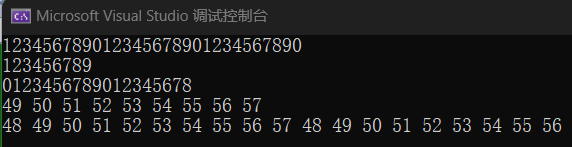 Microsoft Visual Studio 调试控制台
123456789012345678901234567890
123456789
0123456789012345678
49 50 51 52 53 54 55 56 57
48 49 50 51 52 53 54 55 56 57 48 49 50 51 52 53 54 55 56